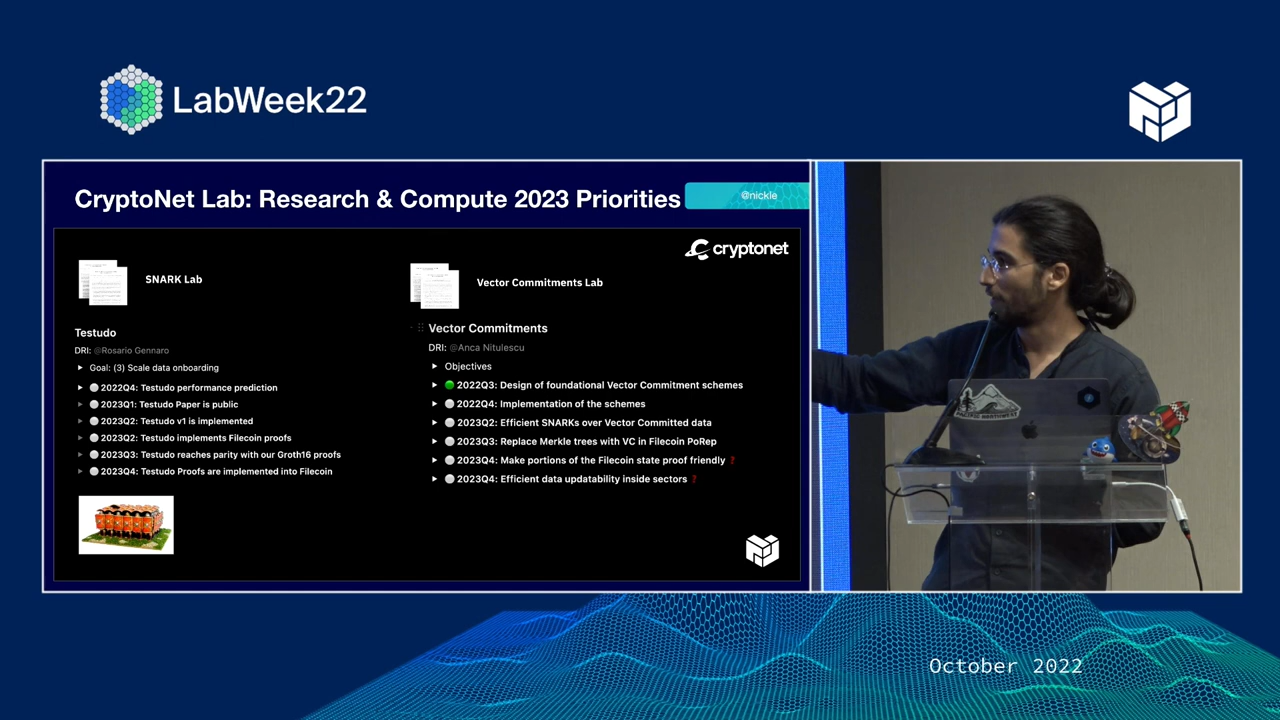 LabWeek22
CryptoNet Lab: Research & Compute 2023 Priorities
@nickle
cryptonet
SNARK Lab
Testudo
DRI: @Rosario Gennaro
Goal: (3) Scale data onboarding
2022Q4: Testudo performance prediction
2023Q1: Testudo Paper is public
2023Q2: Testudo v1 is implemented
2023Q2: Testudo implements Filecoin proofs
2023Q3: Testudo reaches parity with our Groth16 proofs
2023Q4: Testudo Proofs are implemented into Filecoin
Vector Commitments Lab
Vector Commitments
DRI: @Anca Nitulescu
Objectives
2022Q3: Design of foundational Vector Commitment schemes
2022Q4: Implementation of the schemes
2023Q2: Efficient SNARKs over Vector Committed data
2023Q3: Replace Merkle trees with VC in Filecoin PoRep
2023Q4: Make portions of the Filecoin state proof friendly ❓
2023Q4: Efficient data updatability inside sectors ❓
PACIFIC NORTHWEST
October 2022